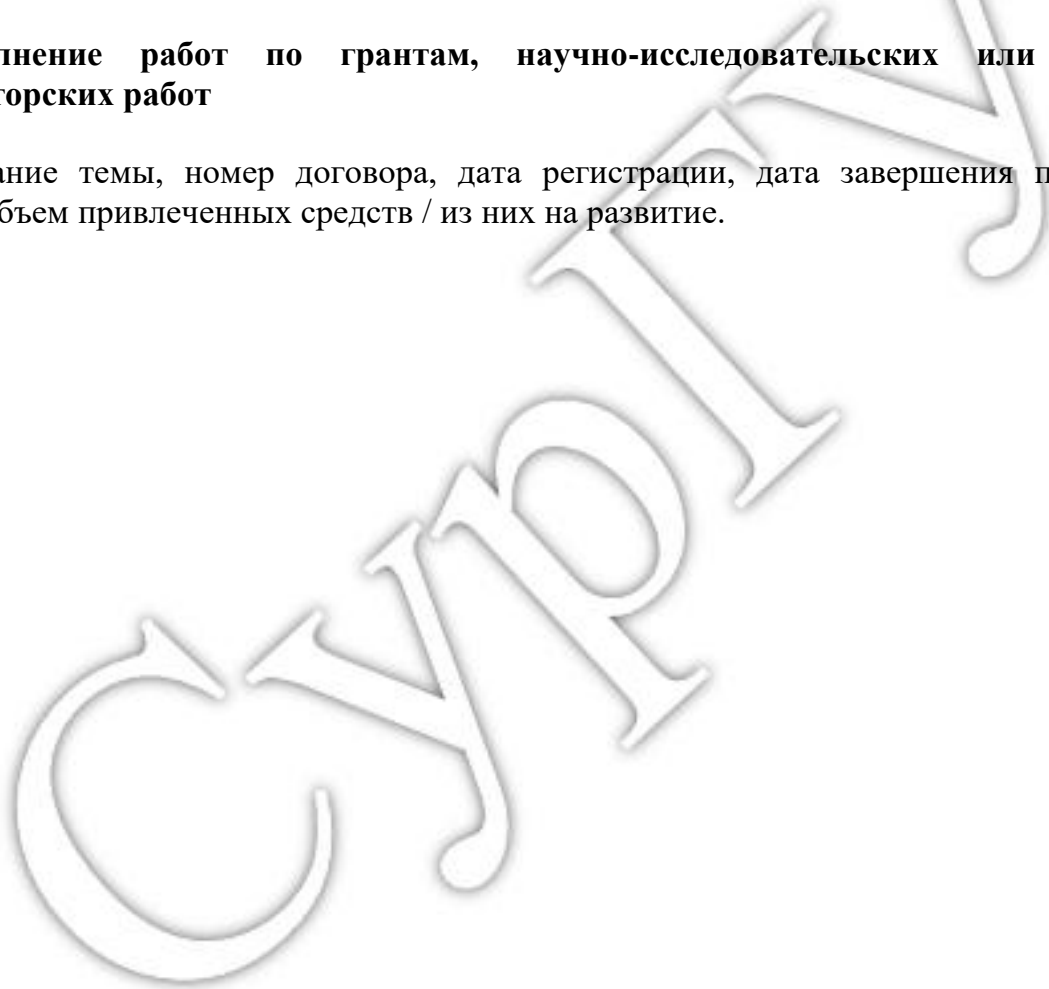 лнение работ по грантам, научно-исследовательских или
торских работ
ание темы, номер договора, дата регистрации, дата завершения п
бъем привлеченных средств / из них на развитие.
СурГУ